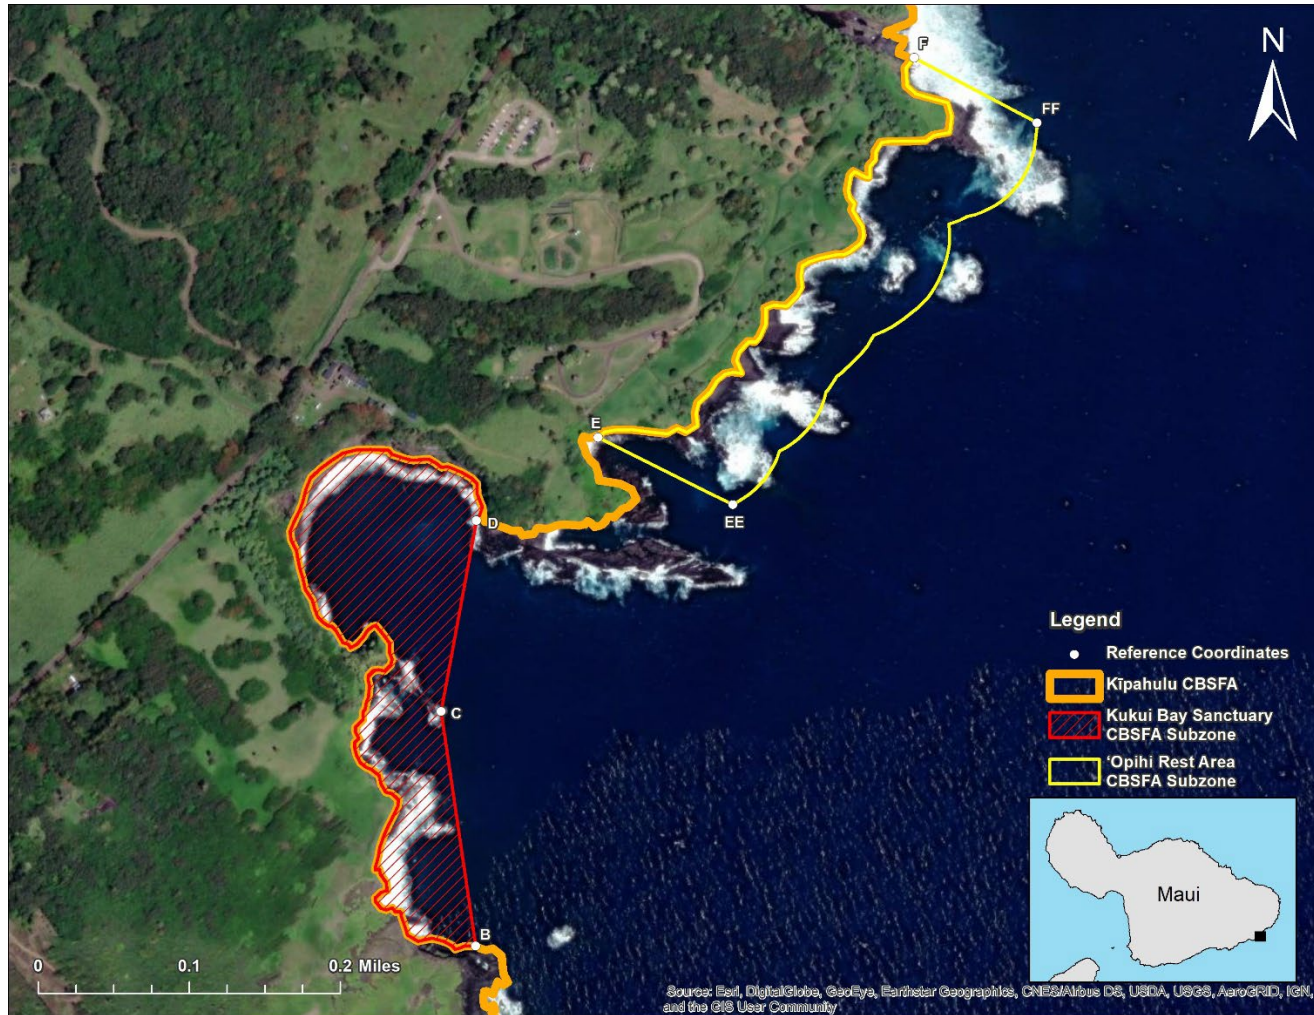 F
N
FF
E
EE
D
C
B
Legend
Reference Coordinates
Kīpahulu CBSFA
Kukui Bay Sanctuary
CBSFA Subzone
ʻOpihi Rest Area
CBSFA Subzone
Maui
0 0.1 0.2 Miles
Source: Esri, DigitalGlobe, GeoEye, Earthstar Geographics, CNES/Airbus DS, USDA, USGS, AeroGRID, IGN,
and the GIS User Community